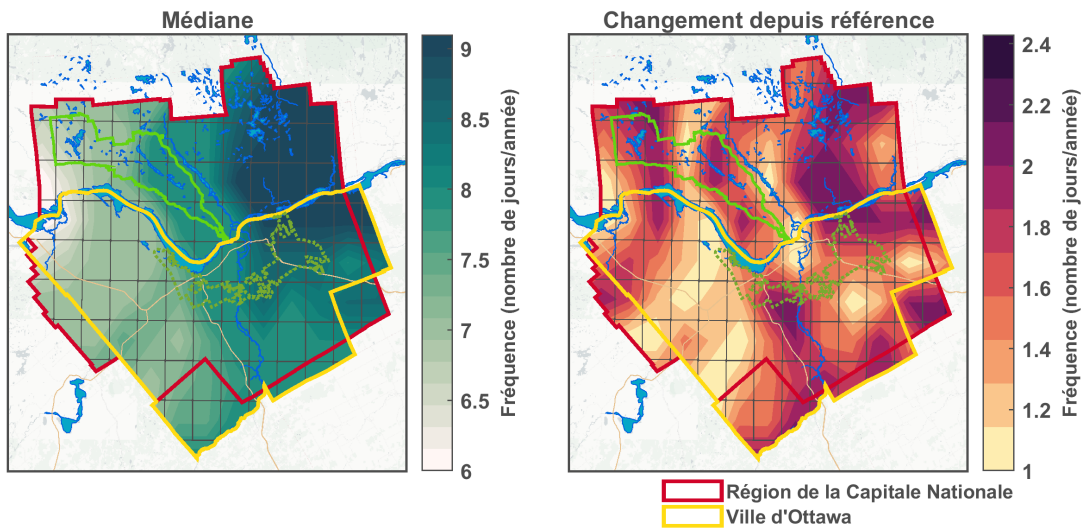 Médiane
9
8.5
8
7.5
7
6.5
6
Fréquence (nombre de jours/année)
Changement depuis référence
2.4
2.2
2
1.8
1.6
1.4
1.2
1
Fréquence (nombre de jours/année)
Région de la Capitale Nationale
Ville d'Ottawa